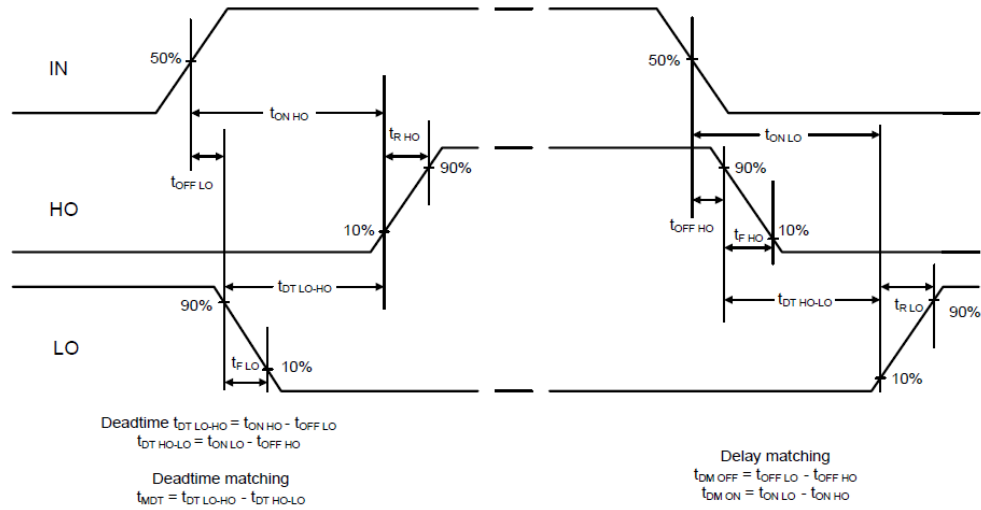 IN
50%
50%
tON HO
tR HO
tON LO
tOFF LO
90%
90%
HO
tOFF HO
tF HO
10%
10%
tDT LO-HO
tDT HO-LO
tR LO
90%
90%
LO
tF LO
10%
10%
Deadtime tDT LO-HO = tON HO - tOFF LO
tDT HO-LO = tON LO - tOFF HO
Deadtime matching
tMDT = tDT LO-HO - tDT HO-LO
Delay matching
tDM OFF = tOFF LO - tOFF HO
tDM ON = tON LO - tON HO